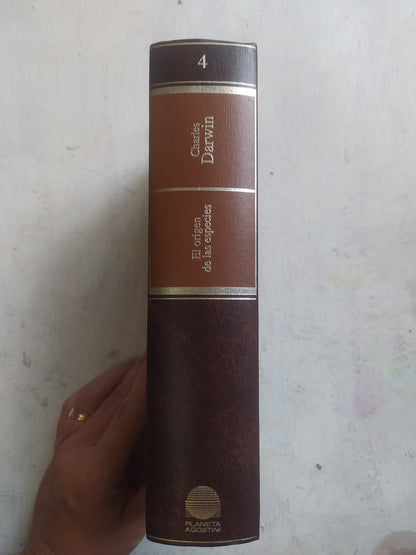 4
Charles
Darwin
El origen
de las especies
PLANETA
AGOSTINI